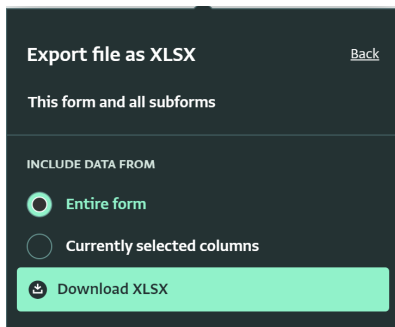 Export file as XLSX
Back
This form and all subforms
INCLUDE DATA FROM
Entire form
Currently selected columns
Download XLSX